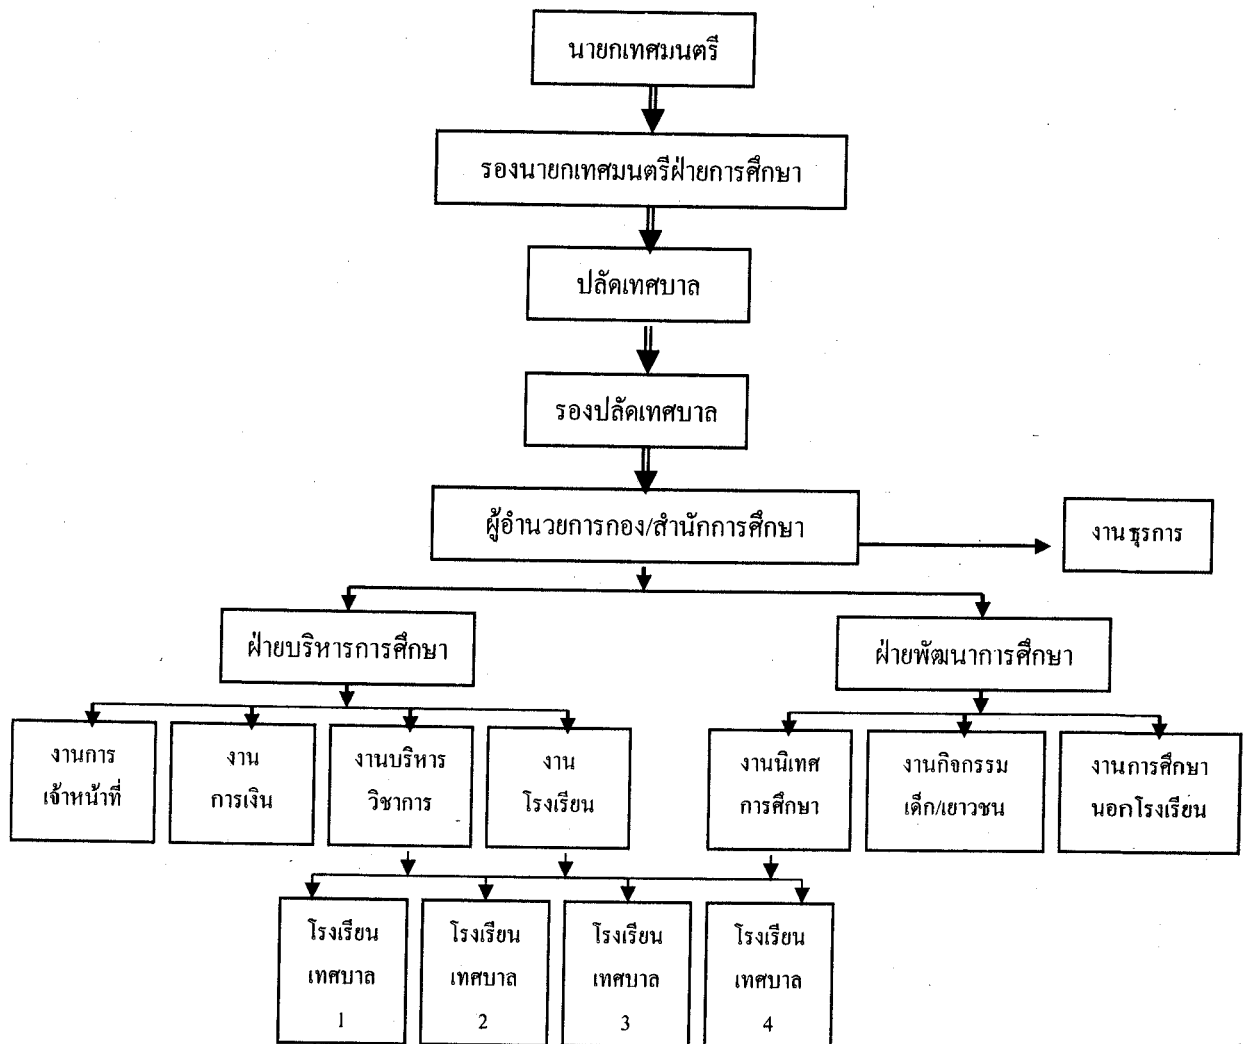 นายกเทศมนตรี
รองนายกเทศมนตรีฝ่ายการศึกษา
ปลัดเทศบาล
รองปลัดเทศบาล
ผู้อำนวยการกอง/สำนักการศึกษา
งานธุรการ
ฝ่ายบริหารการศึกษา
ฝ่ายพัฒนาการศึกษา
งานการ
เจ้าหน้าที่
งาน
การเงิน
งานบริหาร
วิชาการ
งาน
โรงเรียน
งานนิเทศ
การศึกษา
งานกิจกรรม
เด็ก/เยาวชน
งานการศึกษา
นอกโรงเรียน
โรงเรียน
เทศบาล
1
โรงเรียน
เทศบาล
2
โรงเรียน
เทศบาล
3
โรงเรียน
เทศบาล
4